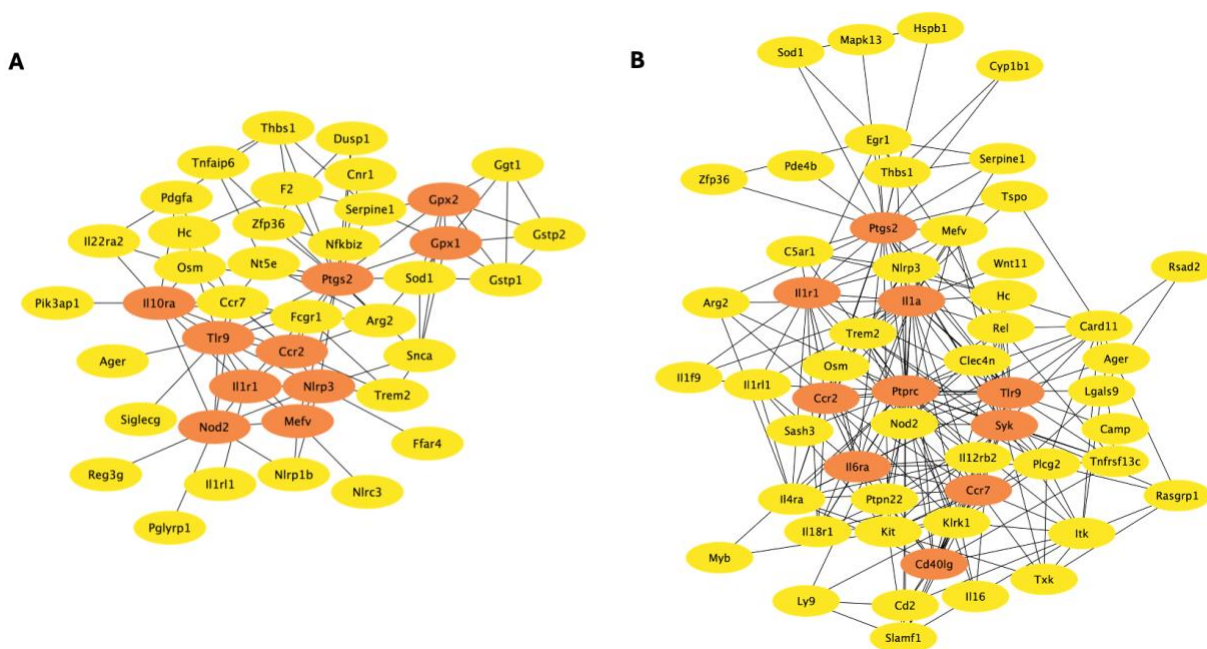 A
Thbs1
Dusp1
Tnfaip6
Ggt1
Cnr1
F2
Pdgfa
Gpx2
Serpine1
Zfp36
Hc
Gstp2
Il22ra2
Nfkbiz
Gpx1
Osm
Nt5e
Ptgs2
Sod1
Gstp1
Pik3ap1
Il10ra
Ccr7
Fcgr1
Arg2
Tlr9
Ccr2
Snca
Ager
Il1r1
Nlrp3
Trem2
Siglecg
Nod2
Mefv
Ffar4
Reg3g
Il1rl1
Nlrp1b
Nlrc3
Pglyrp1
B
Hspb1
Mapk13
Sod1
Cyp1b1
Egr1
Pde4b
Serpine1
Thbs1
Zfp36
Tspo
Ptgs2
Mefv
C5ar1
Nlrp3
Wnt11
Rsad2
Il1r1
Il1a
Hc
Arg2
Rel
Card11
Trem2
Clec4n
Ager
Osm
Il1f9
Il1rl1
Ccr2
Ptprc
Tlr9
Lgals9
Sash3
Nod2
Syk
Camp
Il6ra
Il12rb2
Plcg2
Tnfrsf13c
Il4ra
Ptpn22
Ccr7
Rasgrp1
Il18r1
Kit
Klrk1
Itk
Myb
Cd40lg
Txk
Ly9
Cd2
Il16
Slamf1